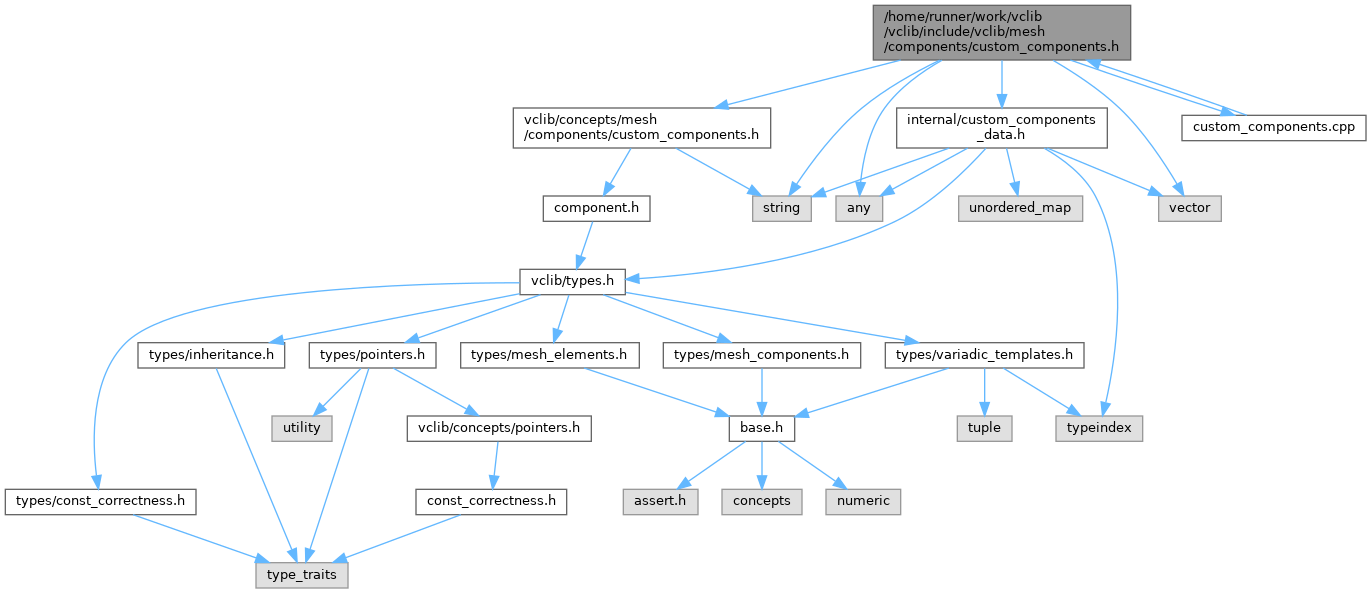 /home/runner/work/vclib
/vclib/include/vclib/mesh
/components/custom_components.h
vclib/concepts/mesh
/components/custom_components.h
internal/custom_components
_data.h
custom_components.cpp
component.h
string
any
unordered_map
vector
vclib/types.h
types/inheritance.h
types/pointers.h
types/mesh_elements.h
types/mesh_components.h
types/variadic_templates.h
utility
vclib/concepts/pointers.h
base.h
tuple
typeindex
types/const_correctness.h
const_correctness.h
assert.h
concepts
numeric
type_traits